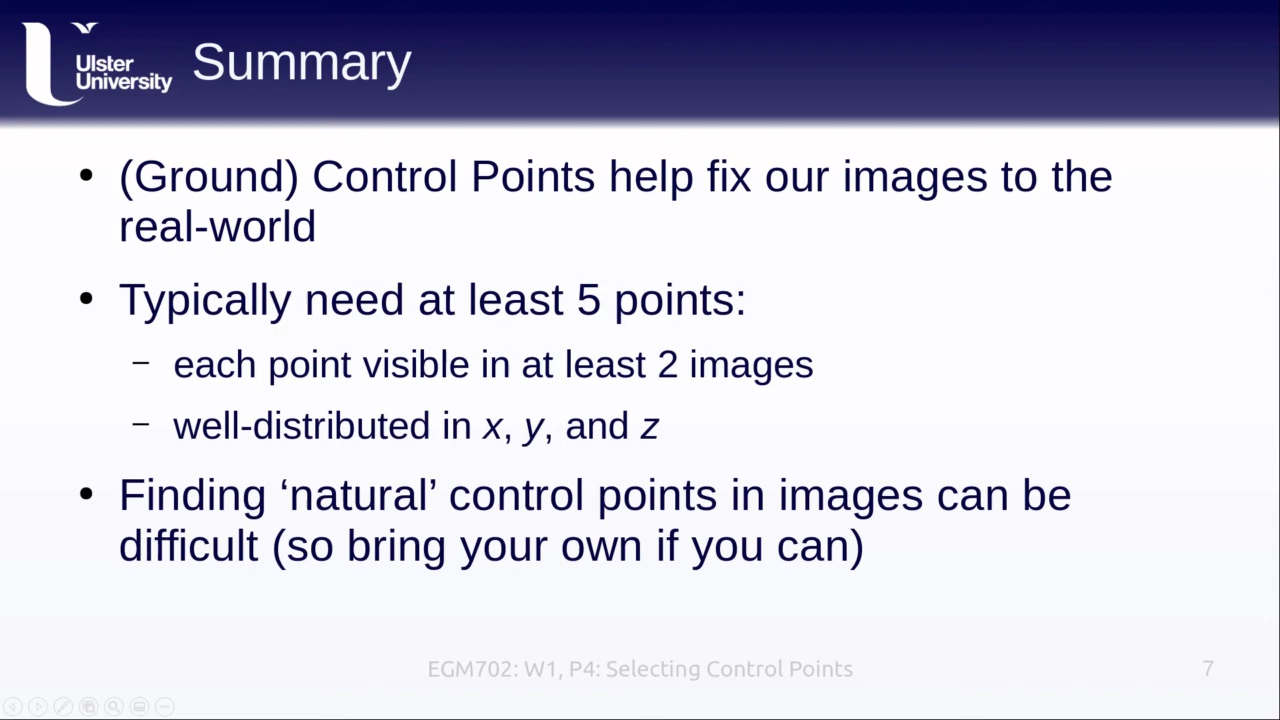 Ulster
University
Summary
• (Ground) Control Points help fix our images to the
real-world
• Typically need at least 5 points:
– each point visible in at least 2 images
– well-distributed in x, y, and z
• Finding ‘natural’ control points in images can be
difficult (so bring your own if you can)
EGM702: W1, P4: Selecting Control Points
7